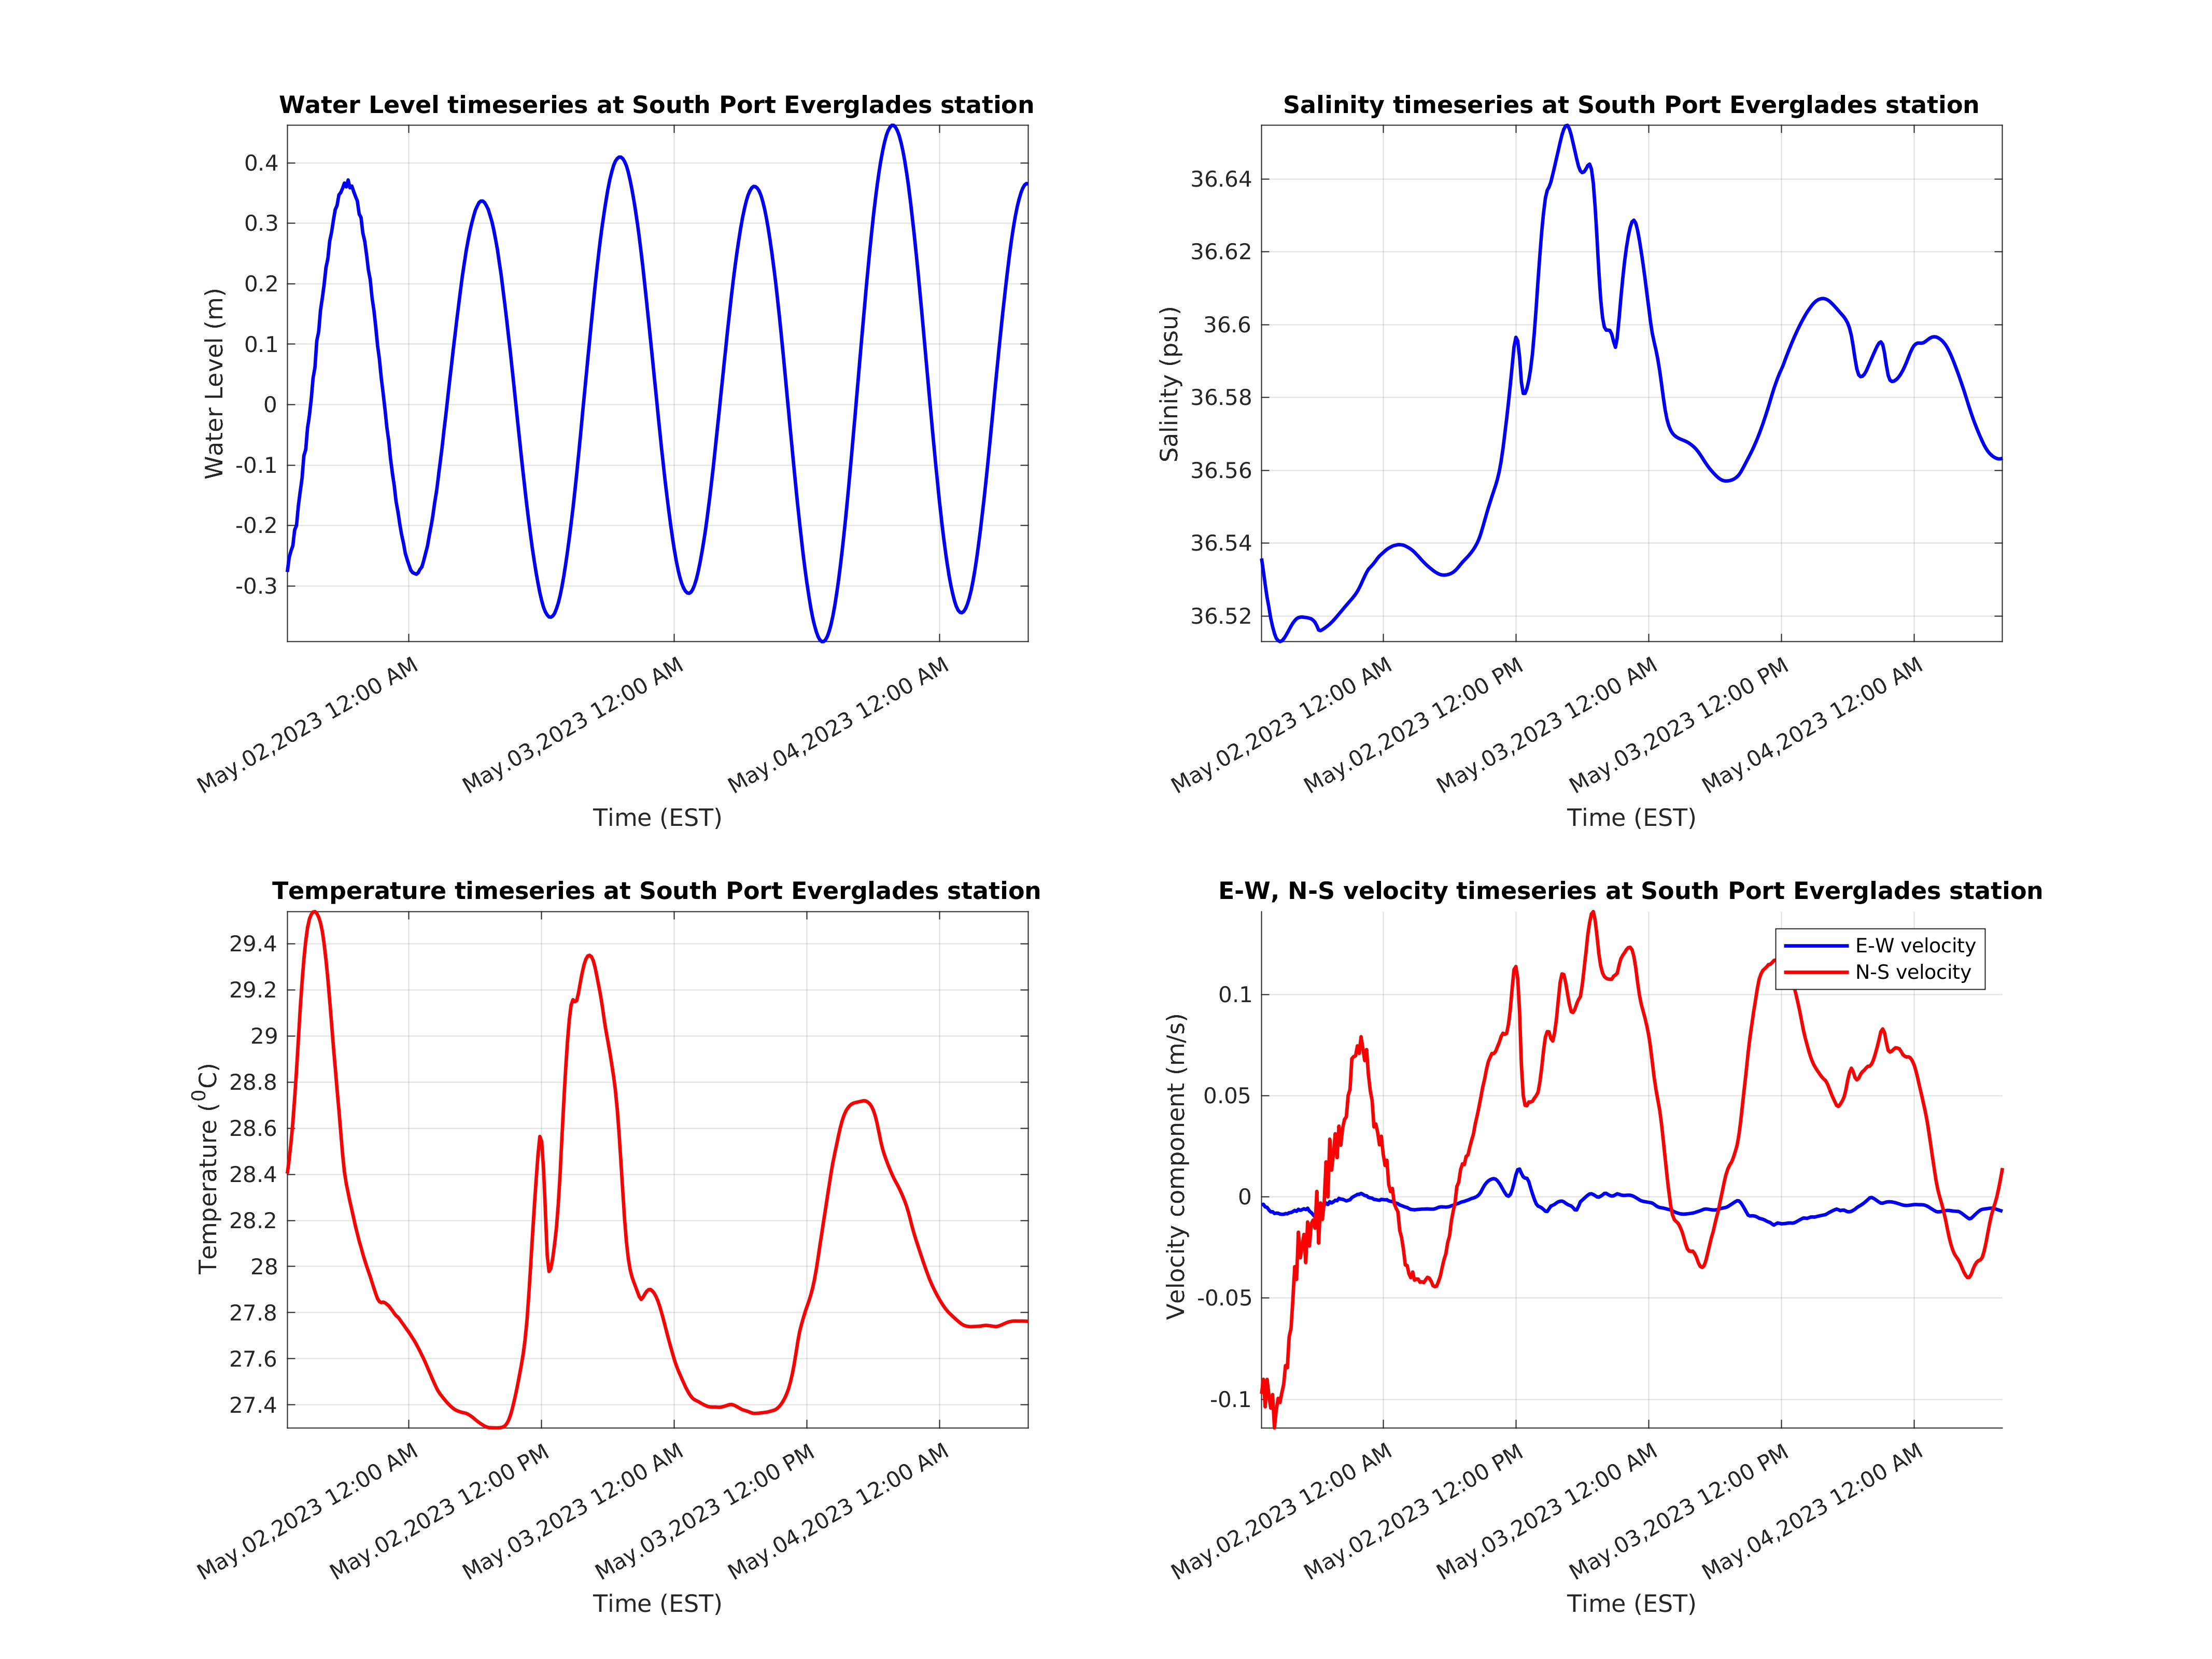 Water Level timeseries at South Port Everglades station
Water Level (m)
0.4
0.3
0.2
0.1
0
-0.1
-0.2
-0.3
May.02,2023 12:00 AM
May.03,2023 12:00 AM
May.04,2023 12:00 AM
Time (EST)
Salinity timeseries at South Port Everglades station
Salinity (psu)
36.64
36.62
36.6
36.58
36.56
36.54
36.52
May.02,2023 12:00 AM
May.02,2023 12:00 PM
May.03,2023 12:00 AM
May.03,2023 12:00 PM
May.04,2023 12:00 AM
Time (EST)
Temperature timeseries at South Port Everglades station
Temperature (⁰C)
29.4
29.2
29
28.8
28.6
28.4
28.2
28
27.8
27.6
27.4
May.02,2023 12:00 AM
May.02,2023 12:00 PM
May.03,2023 12:00 AM
May.03,2023 12:00 PM
May.04,2023 12:00 AM
Time (EST)
E-W, N-S velocity timeseries at South Port Everglades station
Velocity component (m/s)
0.1
0.05
0
-0.05
-0.1
E-W velocity
N-S velocity
May.02,2023 12:00 AM
May.02,2023 12:00 PM
May.03,2023 12:00 AM
May.03,2023 12:00 PM
May.04,2023 12:00 AM
Time (EST)